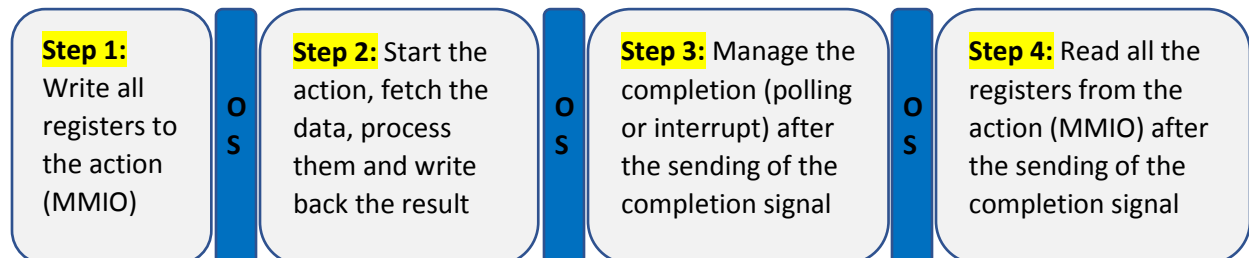 Step 1:
Write all
registers to
the action
(MMIO)
O
S
Step 2: Start the
action, fetch the
data, process
them and write
back the result
O
S
Step 3: Manage the
completion (polling
or interrupt) after
the sending of the
completion signal
O
S
Step 4: Read all the
registers from the
action (MMIO) after
the sending of the
completion signal